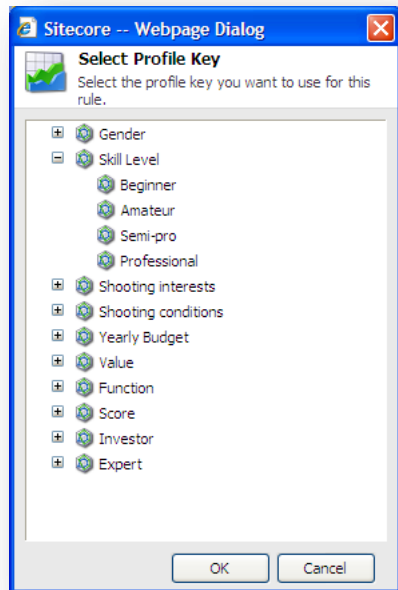 Sitecore -- Webpage Dialog
Select Profile Key
Select the profile key you want to use for this
rule.
Gender
Skill Level
Beginner
Amateur
Semi-pro
Professional
Shooting interests
Shooting conditions
Yearly Budget
Value
Function
Score
Investor
Expert
OK Cancel